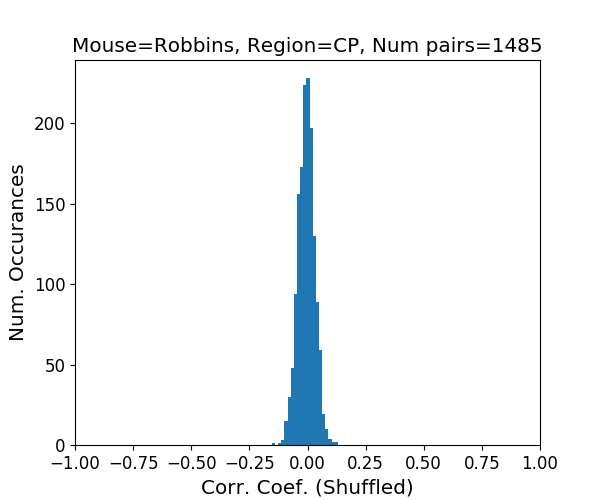 Mouse=Robbins, Region=CP, Num pairs=1485
Num. Occurances
200
150
100
50
0
−1.00 −0.75 −0.50 −0.25 0.00 0.25 0.50 0.75 1.00
Corr. Coef. (Shuffled)